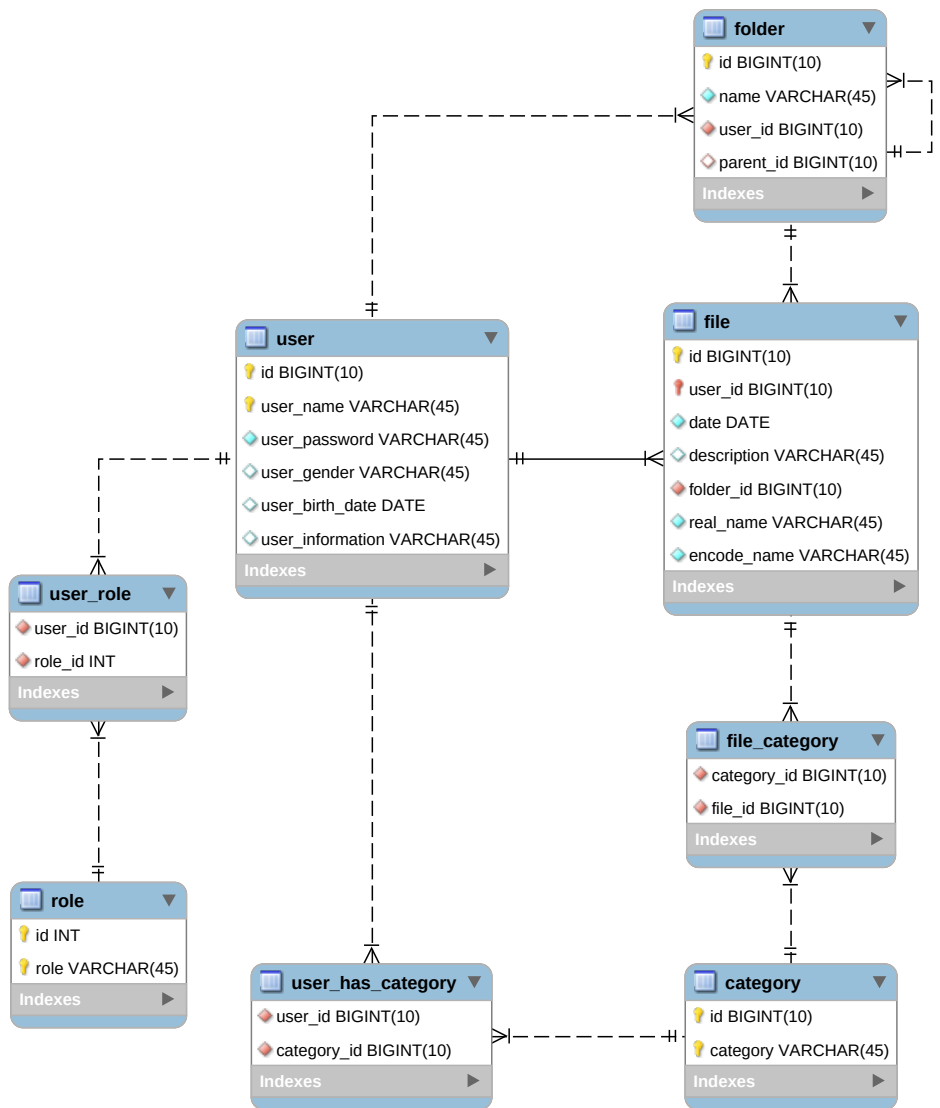 folder
id BIGINT(10)
name VARCHAR(45)
user_id BIGINT(10)
parent_id BIGINT(10)
Indexes
user
id BIGINT(10)
user_name VARCHAR(45)
user_password VARCHAR(45)
user_gender VARCHAR(45)
user_birth_date DATE
user_information VARCHAR(45)
Indexes
file
id BIGINT(10)
user_id BIGINT(10)
date DATE
description VARCHAR(45)
folder_id BIGINT(10)
real_name VARCHAR(45)
encode_name VARCHAR(45)
Indexes
user_role
user_id BIGINT(10)
role_id INT
Indexes
file_category
category_id BIGINT(10)
file_id BIGINT(10)
Indexes
role
id INT
role VARCHAR(45)
Indexes
user_has_category
user_id BIGINT(10)
category_id BIGINT(10)
Indexes
category
id BIGINT(10)
category VARCHAR(45)
Indexes